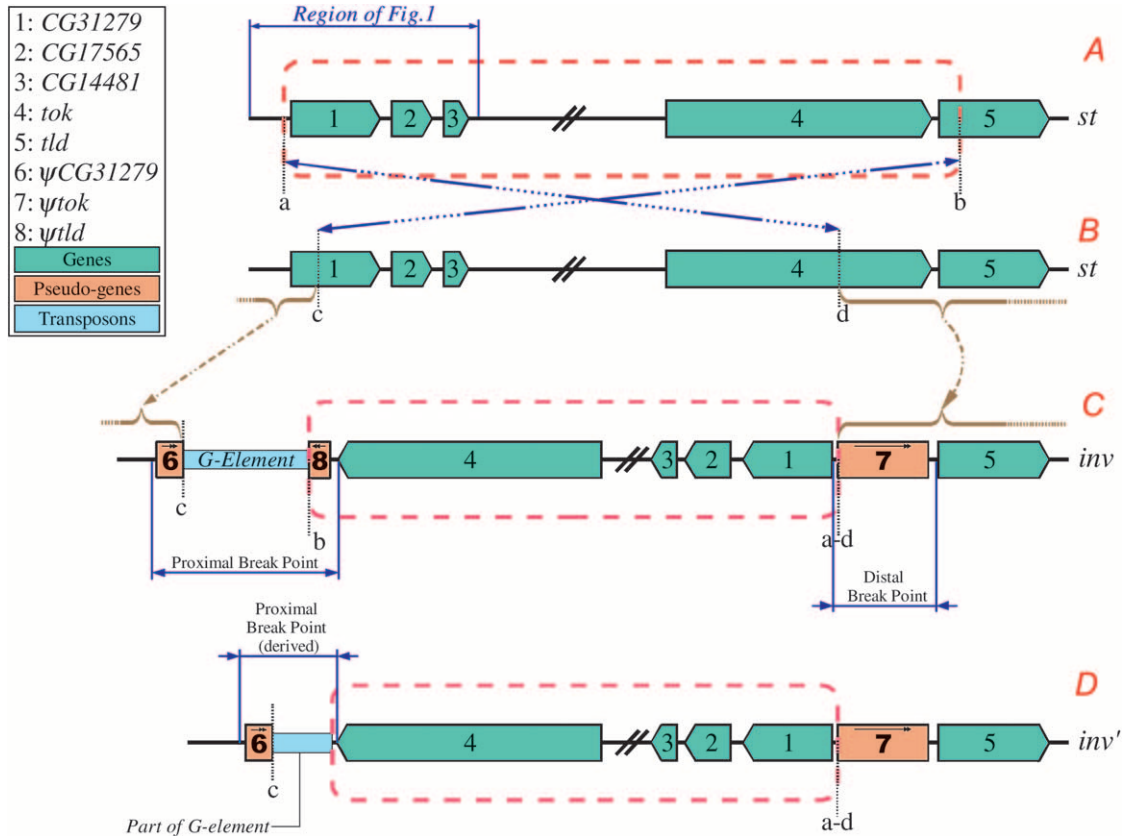 1: CG31279
2: CG17565
3: CG14481
4: tok
5: tld
6: ψCG31279
7: ψtok
8: ψtld
Genes
Pseudo-genes
Transposons
Region of Fig.1
A
1 2 3 4 5 st
a b
B
1 2 3 4 5 st
c d
C
6 G-Element 8 4 3 2 1 7 5 inv
c b a-d
Proximal Break Point
Distal
Break Point
Proximal
Break Point
(derived)
D
6 4 3 2 1 7 5 inv'
c a-d
Part of G-element